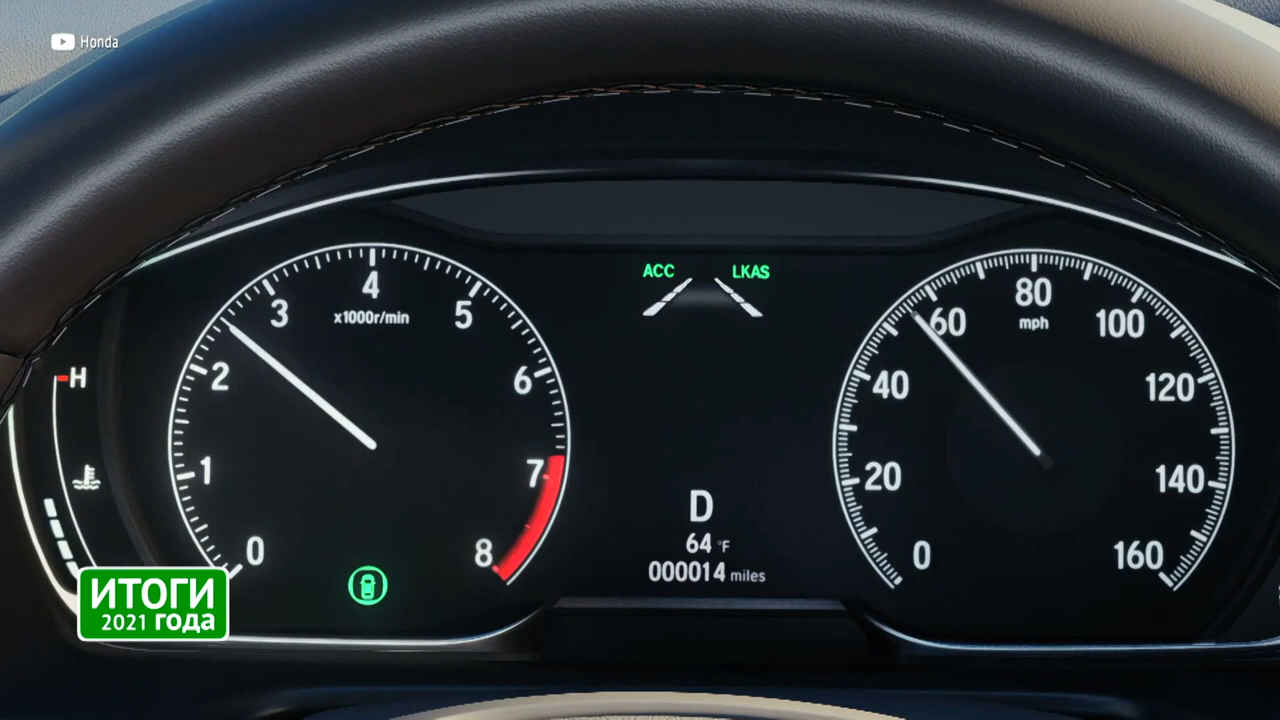 Honda
ACC LKAS
0 1 2 3 4 5 6 7 8
x1000r/min
0 20 40 60 80 100 120 140 160
mph
H
D
64 °F
000014 miles
ИТОГИ
2021 года